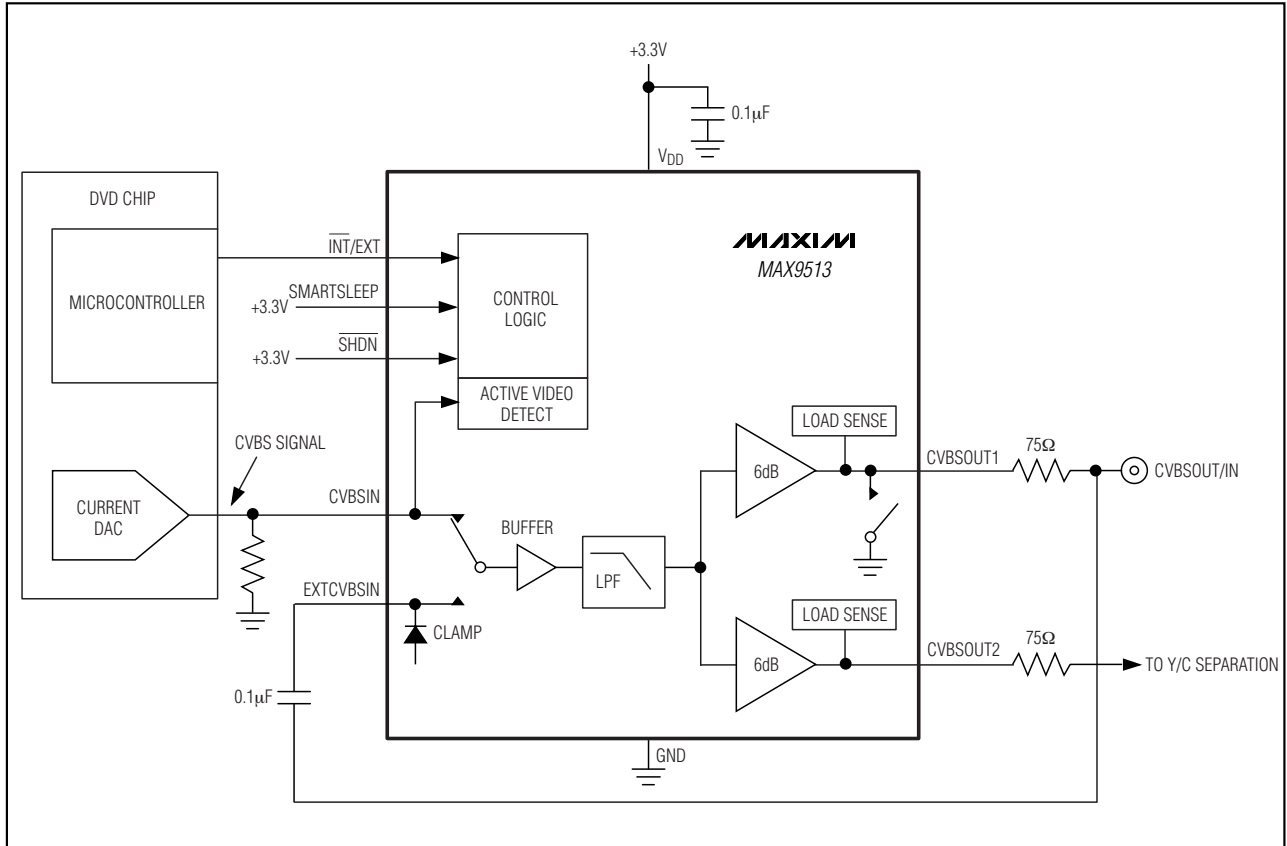 +3.3V
0.1µF
VDD
DVD CHIP
MICROCONTROLLER
INT/EXT
SMARTSLEEP
+3.3V
SHDN
+3.3V
CONTROL
LOGIC
ACTIVE VIDEO
DETECT
MAXIM
MAX9513
CVBS SIGNAL
CURRENT
DAC
CVBSIN
BUFFER
LPF
EXTCVBSIN
CLAMP
0.1µF
LOAD SENSE
6dB
CVBSOUT1
75Ω
CVBSOUT/IN
LOAD SENSE
6dB
CVBSOUT2
75Ω
TO Y/C SEPARATION
GND